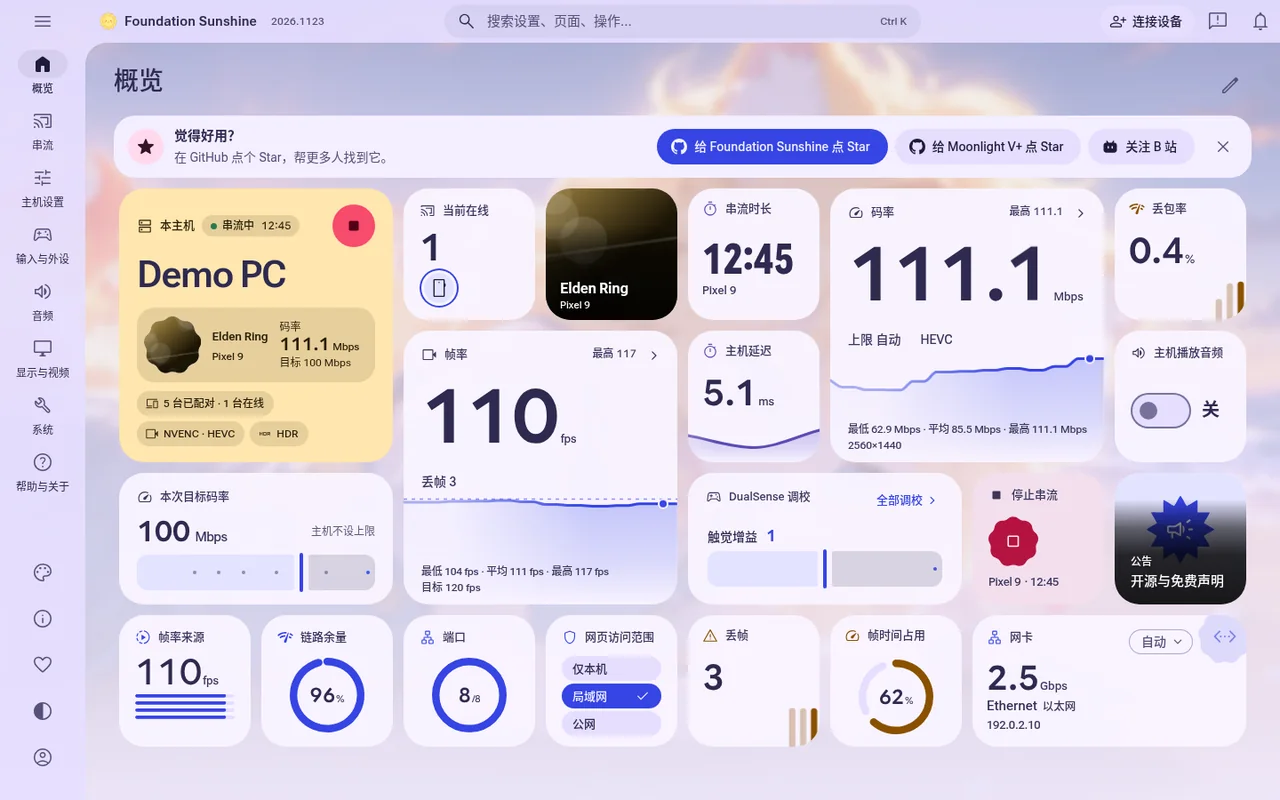 Foundation Sunshine 2026.1123
搜索设置、页面、操作...
Ctrl K
连接设备
概览
串流
主机设置
输入与外设
音频
显示与视频
系统
帮助与关于
概览
觉得好用？
在 GitHub 点个 Star，帮更多人找到它。
给 Foundation Sunshine 点 Star
给 Moonlight V+ 点 Star
关注 B 站
本主机
串流中 12:45
Demo PC
Elden Ring
Pixel 9
码率
111.1 Mbps
目标 100 Mbps
5 台已配对 · 1 台在线
NVENC · HEVC
HDR
HDR
当前在线
1
Elden Ring
Pixel 9
串流时长
12:45
Pixel 9
码率
最高 111.1
111.1 Mbps
上限 自动
HEVC
最低 62.9 Mbps · 平均 85.5 Mbps · 最高 111.1 Mbps
2560×1440
丢包率
0.4%
帧率
最高 117
110 fps
丢帧 3
最低 104 fps · 平均 111 fps · 最高 117 fps
目标 120 fps
主机延迟
5.1 ms
主机播放音频
关
本次目标码率
100 Mbps
主机不设上限
DualSense 调校
全部调校
触觉增益 1
停止串流
Pixel 9 · 12:45
公告
开源与免费声明
帧率来源
110fps
链路余量
96%
端口
8/8
网页访问范围
仅本机
局域网
公网
丢帧
3
帧时间占用
62%
网卡
自动
2.5Gbps
Ethernet 以太网
192.0.2.10